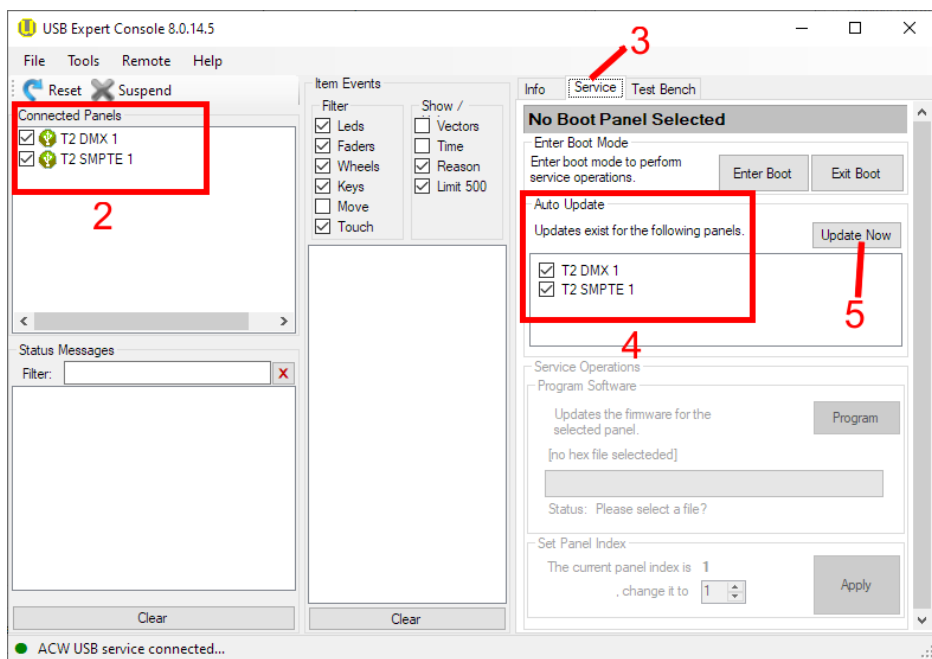 USB Expert Console 8.0.14.5
File Tools Remote Help
Reset Suspend
Connected Panels
T2 DMX 1
T2 SMPTE 1
2
Status Messages
Filter:
X
Clear
Item Events
Filter
Leds
Faders
Wheels
Keys
Move
Touch
Show /
Vectors
Time
Reason
Limit 500
Clear
3
Info Service Test Bench
No Boot Panel Selected
Enter Boot Mode
Enter boot mode to perform
service operations.
Enter Boot
Exit Boot
Auto Update
Updates exist for the following panels.
Update Now
T2 DMX 1
T2 SMPTE 1
5
4
Service Operations
Program Software
Updates the firmware for the
selected panel.
Program
[no hex file selecteded]
Status: Please select a file?
Set Panel Index
The current panel index is 1
, change it to 1
Apply
ACW USB service connected...